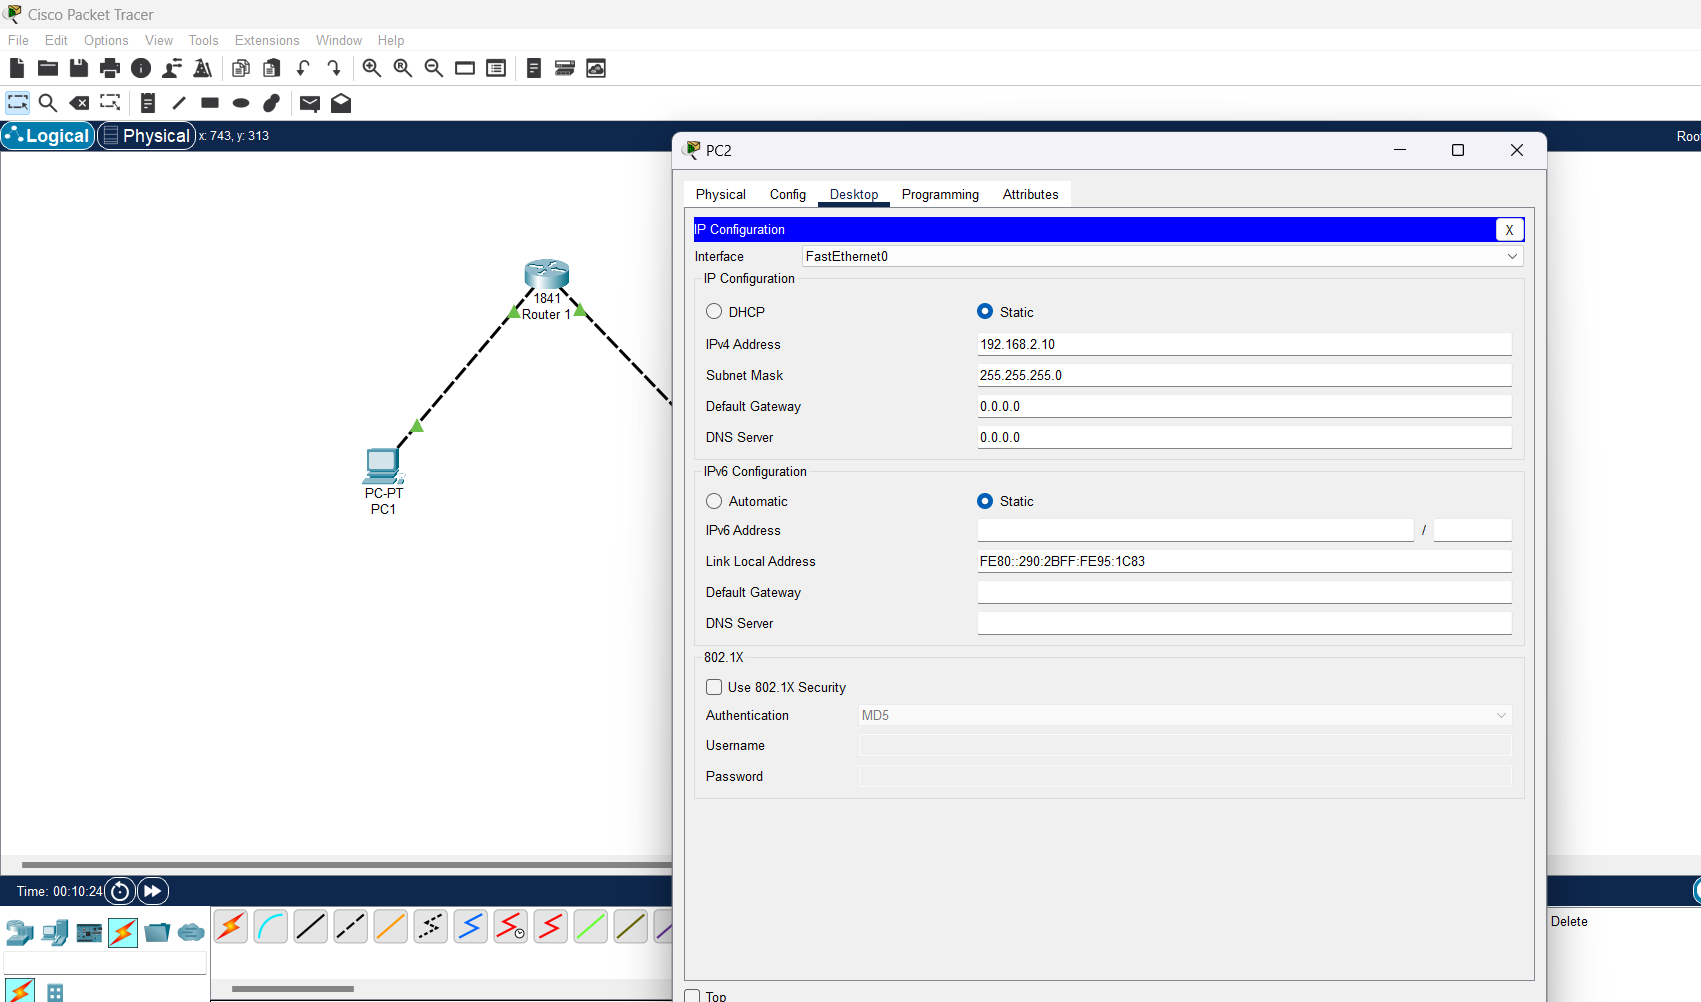 Cisco Packet Tracer
File Edit Options View Tools Extensions Window Help
Logical Physical x: 743, y: 313
1841
Router 1
PC-PT
PC1
PC2
Physical Config Desktop Programming Attributes
IP Configuration X
Interface FastEthernet0
IP Configuration
DHCP Static
IPv4 Address 192.168.2.10
Subnet Mask 255.255.255.0
Default Gateway 0.0.0.0
DNS Server 0.0.0.0
IPv6 Configuration
Automatic Static
IPv6 Address /
Link Local Address FE80::290:2BFF:FE95:1C83
Default Gateway
DNS Server
802.1X
Use 802.1X Security
Authentication MD5
Username
Password
Top
Time: 00:10:24
Delete